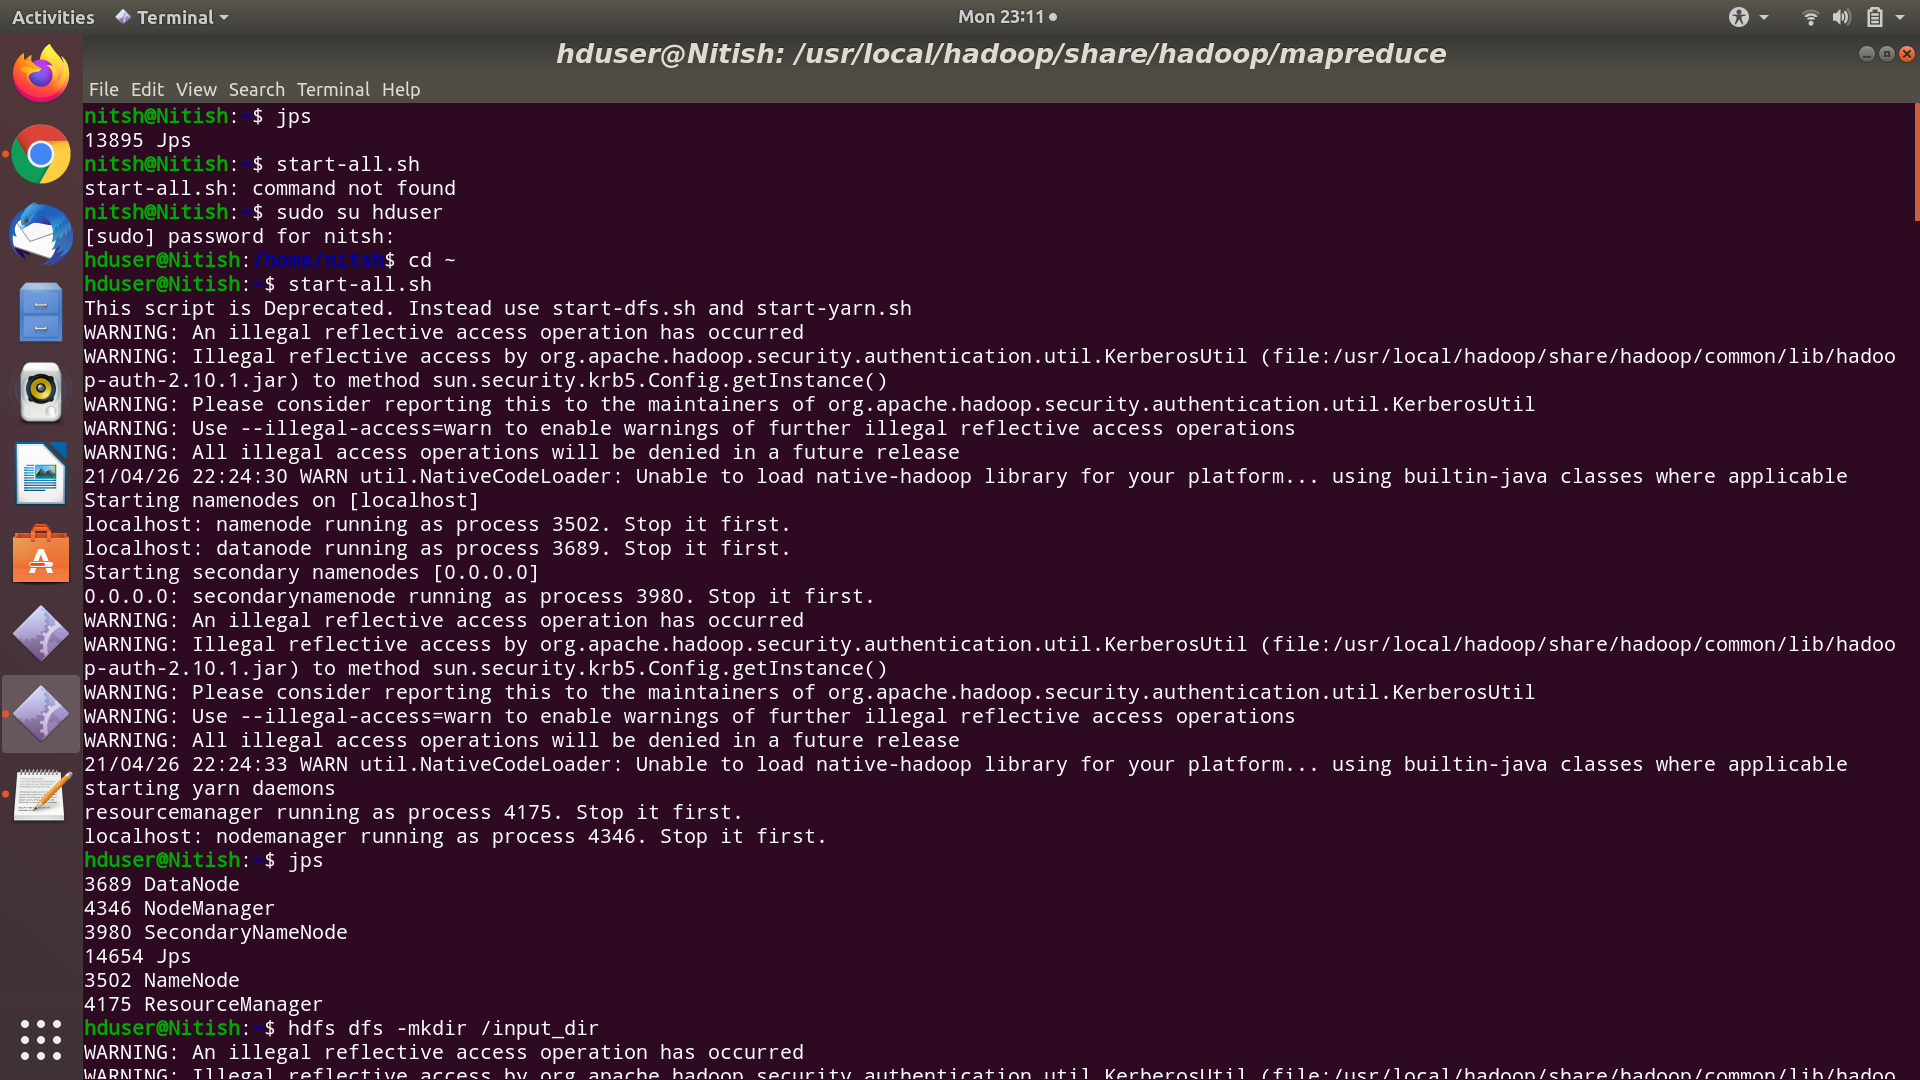 Activities Terminal Mon 23:11
hduser@Nitish: /usr/local/hadoop/share/hadoop/mapreduce
File Edit View Search Terminal Help
nitsh@Nitish:~$ jps
13895 Jps
nitsh@Nitish:~$ start-all.sh
start-all.sh: command not found
nitsh@Nitish:~$ sudo su hduser
[sudo] password for nitsh:
hduser@Nitish:/home/nitsh$ cd ~
hduser@Nitish:~$ start-all.sh
This script is Deprecated. Instead use start-dfs.sh and start-yarn.sh
WARNING: An illegal reflective access operation has occurred
WARNING: Illegal reflective access by org.apache.hadoop.security.authentication.util.KerberosUtil (file:/usr/local/hadoop/share/hadoop/common/lib/hadoo
p-auth-2.10.1.jar) to method sun.security.krb5.Config.getInstance()
WARNING: Please consider reporting this to the maintainers of org.apache.hadoop.security.authentication.util.KerberosUtil
WARNING: Use --illegal-access=warn to enable warnings of further illegal reflective access operations
WARNING: All illegal access operations will be denied in a future release
21/04/26 22:24:30 WARN util.NativeCodeLoader: Unable to load native-hadoop library for your platform... using builtin-java classes where applicable
Starting namenodes on [localhost]
localhost: namenode running as process 3502. Stop it first.
localhost: datanode running as process 3689. Stop it first.
Starting secondary namenodes [0.0.0.0]
0.0.0.0: secondarynamenode running as process 3980. Stop it first.
WARNING: An illegal reflective access operation has occurred
WARNING: Illegal reflective access by org.apache.hadoop.security.authentication.util.KerberosUtil (file:/usr/local/hadoop/share/hadoop/common/lib/hadoo
p-auth-2.10.1.jar) to method sun.security.krb5.Config.getInstance()
WARNING: Please consider reporting this to the maintainers of org.apache.hadoop.security.authentication.util.KerberosUtil
WARNING: Use --illegal-access=warn to enable warnings of further illegal reflective access operations
WARNING: All illegal access operations will be denied in a future release
21/04/26 22:24:33 WARN util.NativeCodeLoader: Unable to load native-hadoop library for your platform... using builtin-java classes where applicable
starting yarn daemons
resourcemanager running as process 4175. Stop it first.
localhost: nodemanager running as process 4346. Stop it first.
hduser@Nitish:~$ jps
3689 DataNode
4346 NodeManager
3980 SecondaryNameNode
14654 Jps
3502 NameNode
4175 ResourceManager
hduser@Nitish:~$ hdfs dfs -mkdir /input_dir
WARNING: An illegal reflective access operation has occurred
WARNING: Illegal reflective access by org.apache.hadoop.security.authentication.util.KerberosUtil (file:/usr/local/hadoop/share/hadoop/common/lib/hadoo